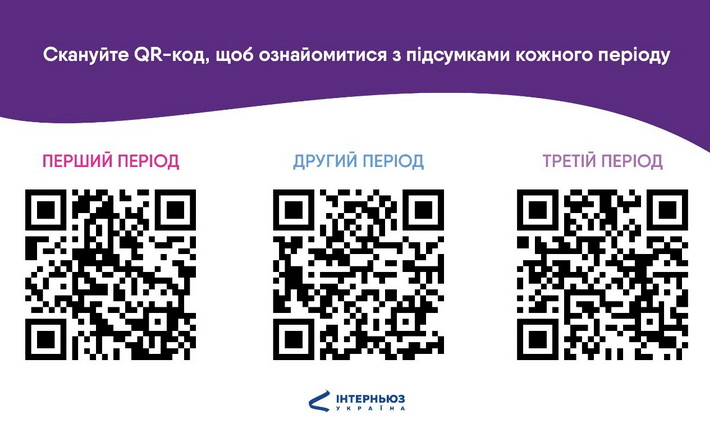 Скануйте QR-код, щоб ознайомитися з підсумками кожного періоду
ПЕРШИЙ ПЕРІОД
ДРУГИЙ ПЕРІОД
ТРЕТІЙ ПЕРІОД
ІНТЕРНЬЮЗ
УКРАЇНА